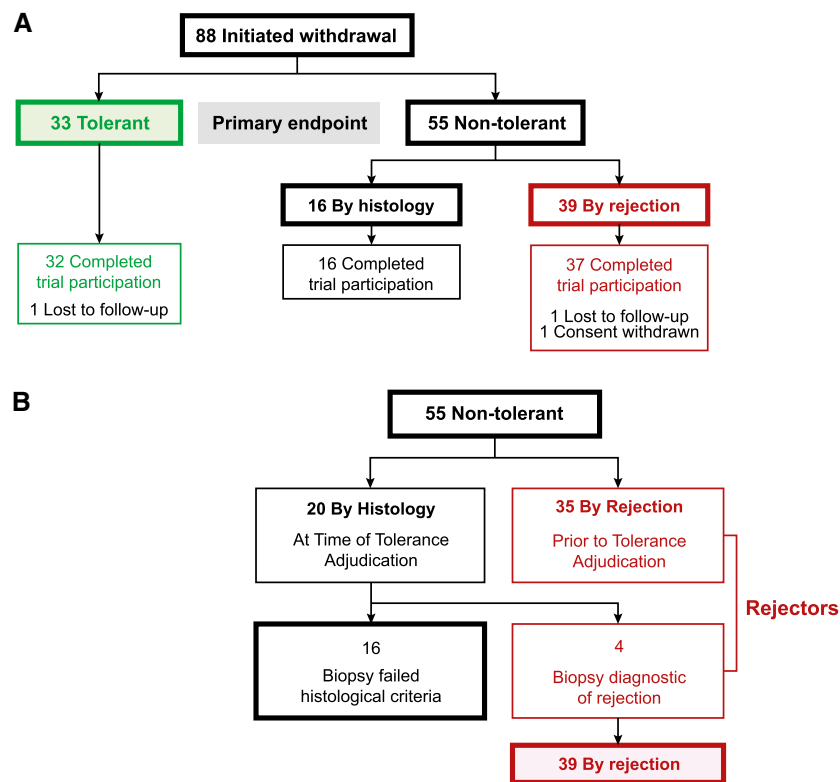 A
88 Initiated withdrawal
33 Tolerant
Primary endpoint
55 Non-tolerant
16 By histology
39 By rejection
32 Completed
trial participation
1 Lost to follow-up
16 Completed
trial participation
37 Completed
trial participation
1 Lost to follow-up
1 Consent withdrawn
B
55 Non-tolerant
20 By Histology
At Time of Tolerance
Adjudication
35 By Rejection
Prior to Tolerance
Adjudication
Rejectors
16
Biopsy failed
histological criteria
4
Biopsy diagnostic
of rejection
39 By rejection